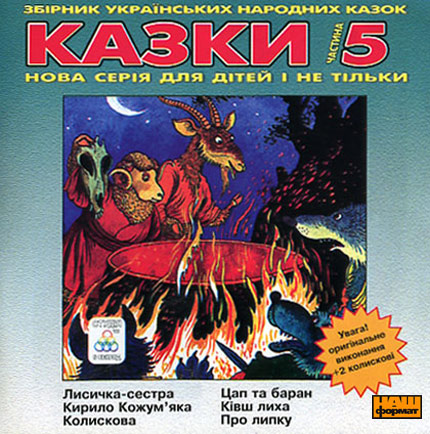 ЗБІРНИК УКРАЇНСЬКИХ НАРОДНИХ КАЗОК
КАЗКИ ЧАСТИНА 5
НОВА СЕРІЯ ДЛЯ ДІТЕЙ І НЕ ТІЛЬКИ
Увага!
оригінальне
виконання
+2 колискові
Лисичка-сестра
Кирило Кожум'яка
Колискова
Цап та баран
Ківш лиха
Про липку
НАШ
формат